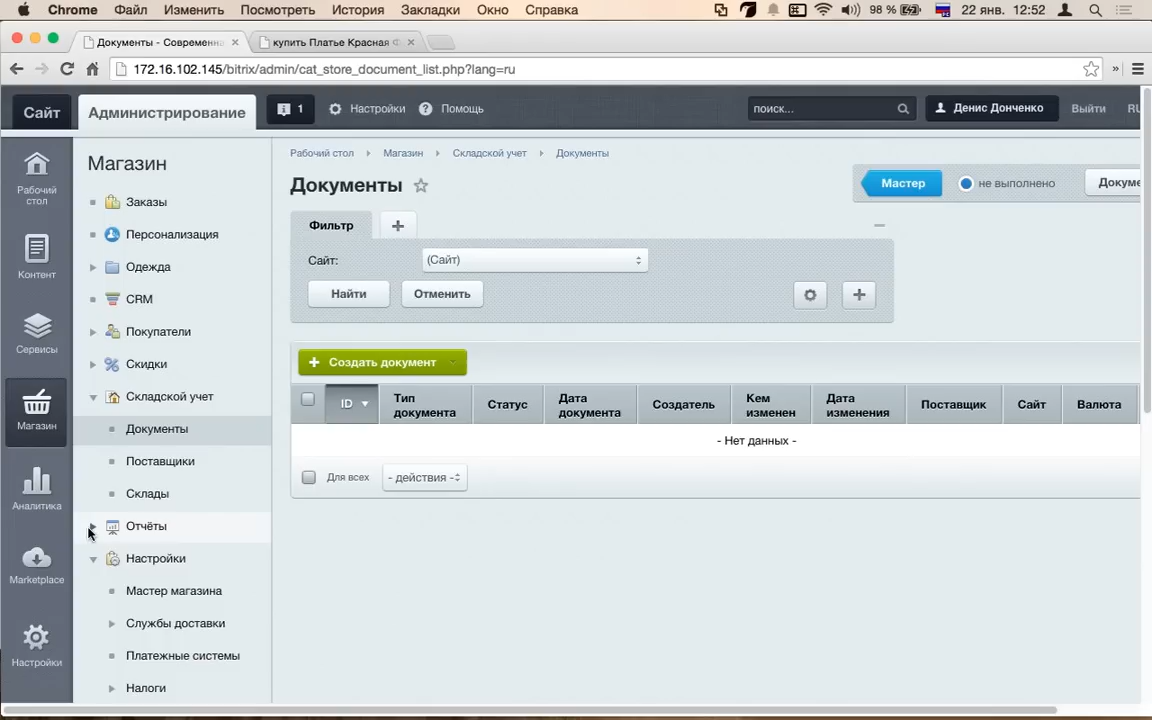 Chrome Файл Изменить Посмотреть История Закладки Окно Справка 98 % 22 янв. 12:52
Документы - Современн
купить Платье Красная
172.16.102.145/bitrix/admin/cat_store_document_list.php?lang=ru
Сайт
Администрирование
1
Настройки
Помощь
поиск...
Денис Донченко
Выйти
RU
Рабочий
стол
Контент
Сервисы
Магазин
Аналитика
Marketplace
Настройки
Магазин
Заказы
Персонализация
Одежда
CRM
Покупатели
Скидки
Складской учет
Документы
Поставщики
Склады
Отчёты
Настройки
Мастер магазина
Службы доставки
Платежные системы
Налоги
Рабочий стол Магазин Складской учет Документы
Документы
Мастер
не выполнено
Докуме
Фильтр
Сайт:
(Сайт)
Найти
Отменить
Создать документ
ID
Тип
документа
Статус
Дата
документа
Создатель
Кем
изменен
Дата
изменения
Поставщик
Сайт
Валюта
- Нет данных -
Для всех
- действия -